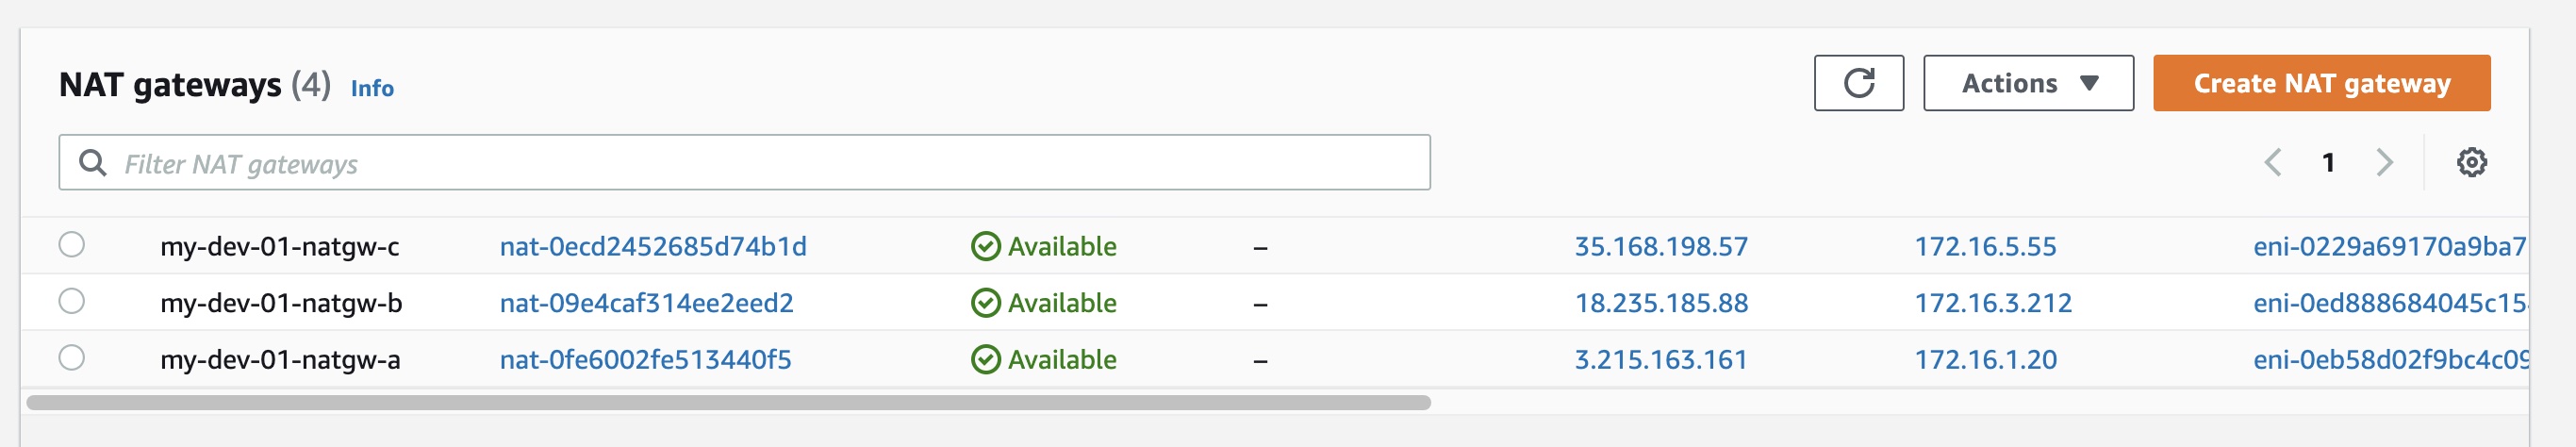 NAT gateways (4) Info
Actions
Create NAT gateway
Filter NAT gateways
1
my-dev-01-natgw-c nat-0ecd2452685d74b1d Available – 35.168.198.57 172.16.5.55 eni-0229a69170a9ba7
my-dev-01-natgw-b nat-09e4caf314ee2eed2 Available – 18.235.185.88 172.16.3.212 eni-0ed888684045c15
my-dev-01-natgw-a nat-0fe6002fe513440f5 Available – 3.215.163.161 172.16.1.20 eni-0eb58d02f9bc4c09